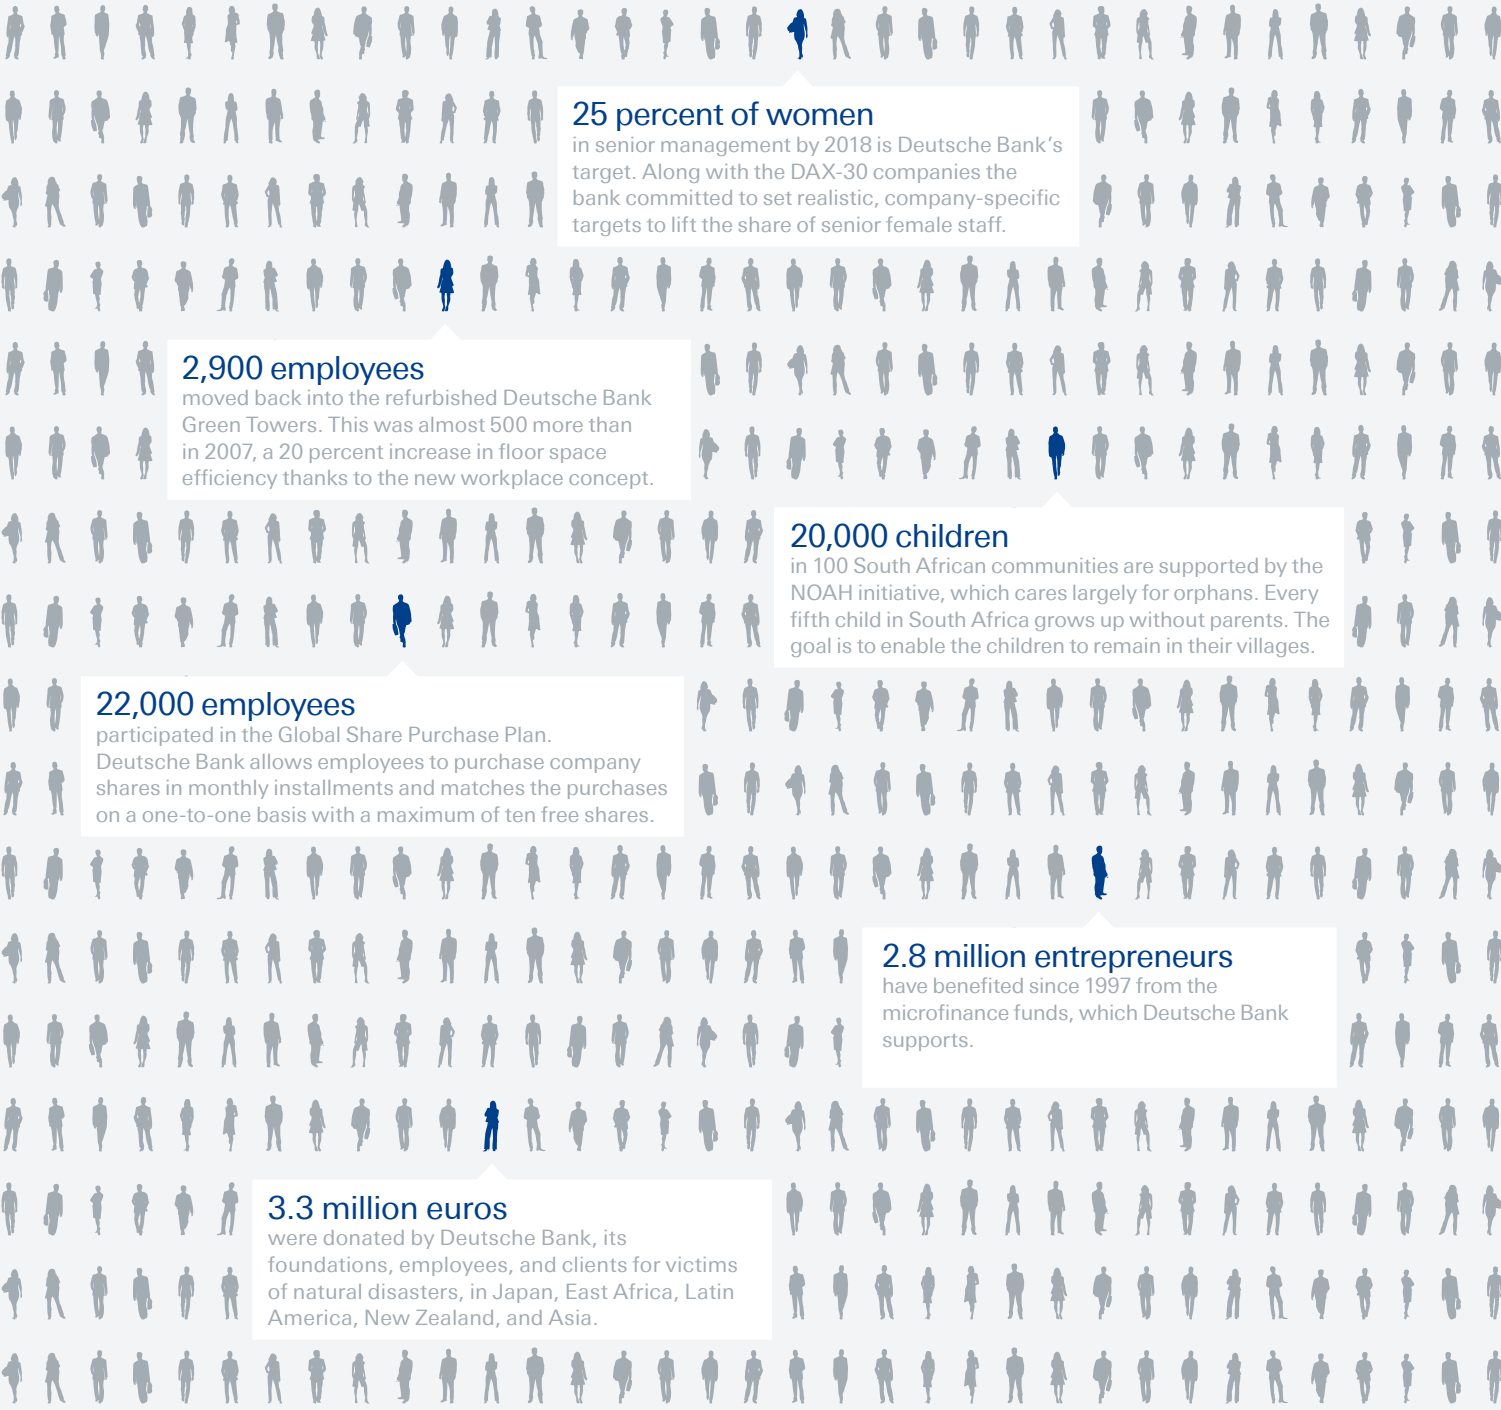 25 percent of women
in senior management by 2018 is Deutsche Bank’s
target. Along with the DAX-30 companies the
bank committed to set realistic, company-specific
targets to lift the share of senior female staff.
2,900 employees
moved back into the refurbished Deutsche Bank
Green Towers. This was almost 500 more than
in 2007, a 20 percent increase in floor space
efficiency thanks to the new workplace concept.
20,000 children
in 100 South African communities are supported by the
NOAH initiative, which cares largely for orphans. Every
fifth child in South Africa grows up without parents. The
goal is to enable the children to remain in their villages.
22,000 employees
participated in the Global Share Purchase Plan.
Deutsche Bank allows employees to purchase company
shares in monthly installments and matches the purchases
on a one-to-one basis with a maximum of ten free shares.
2.8 million entrepreneurs
have benefited since 1997 from the
microfinance funds, which Deutsche Bank
supports.
3.3 million euros
were donated by Deutsche Bank, its
foundations, employees, and clients for victims
of natural disasters, in Japan, East Africa, Latin
America, New Zealand, and Asia.